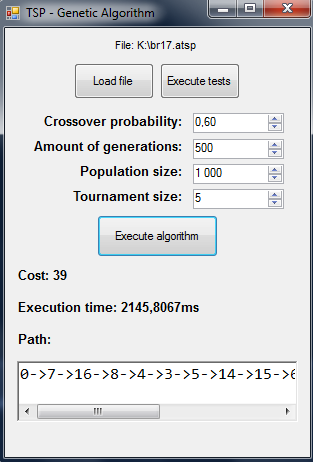 TSP - Genetic Algorithm
File: K:\br17.atsp
Load file Execute tests
Crossover probability: 0,60
Amount of generations: 500
Population size: 1 000
Tournament size: 5
Execute algorithm
Cost: 39
Execution time: 2145,8067ms
Path:
0->7->16->8->4->3->5->14->15->6